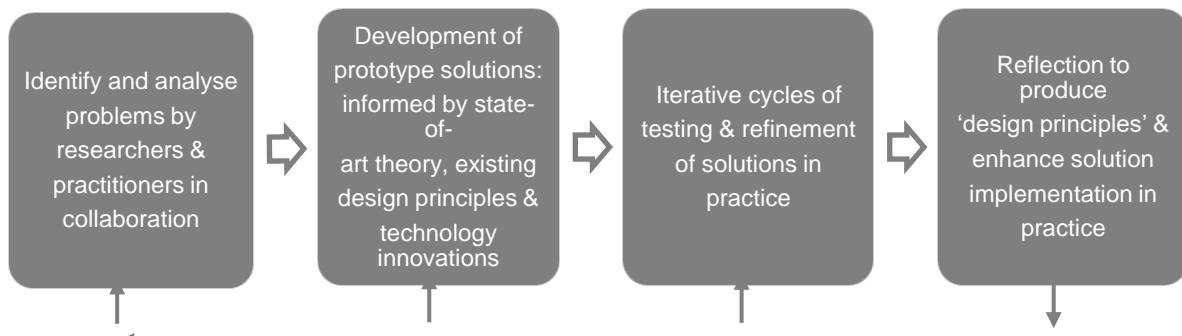 Identify and analyse
problems by
researchers &
practitioners in
collaboration
Development of
prototype solutions:
informed by state-
of-
art theory, existing
design principles &
technology
innovations
Iterative cycles of
testing & refinement
of solutions in
practice
Reflection to
produce
‘design principles’ &
enhance solution
implementation in
practice